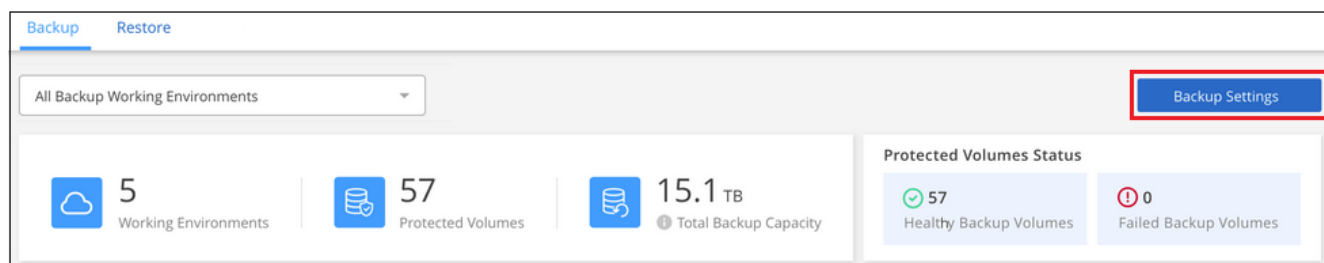 Backup Restore
All Backup Working Environments
Backup Settings
5
Working Environments
57
Protected Volumes
15.1 TB
Total Backup Capacity
Protected Volumes Status
57
Healthy Backup Volumes
0
Failed Backup Volumes